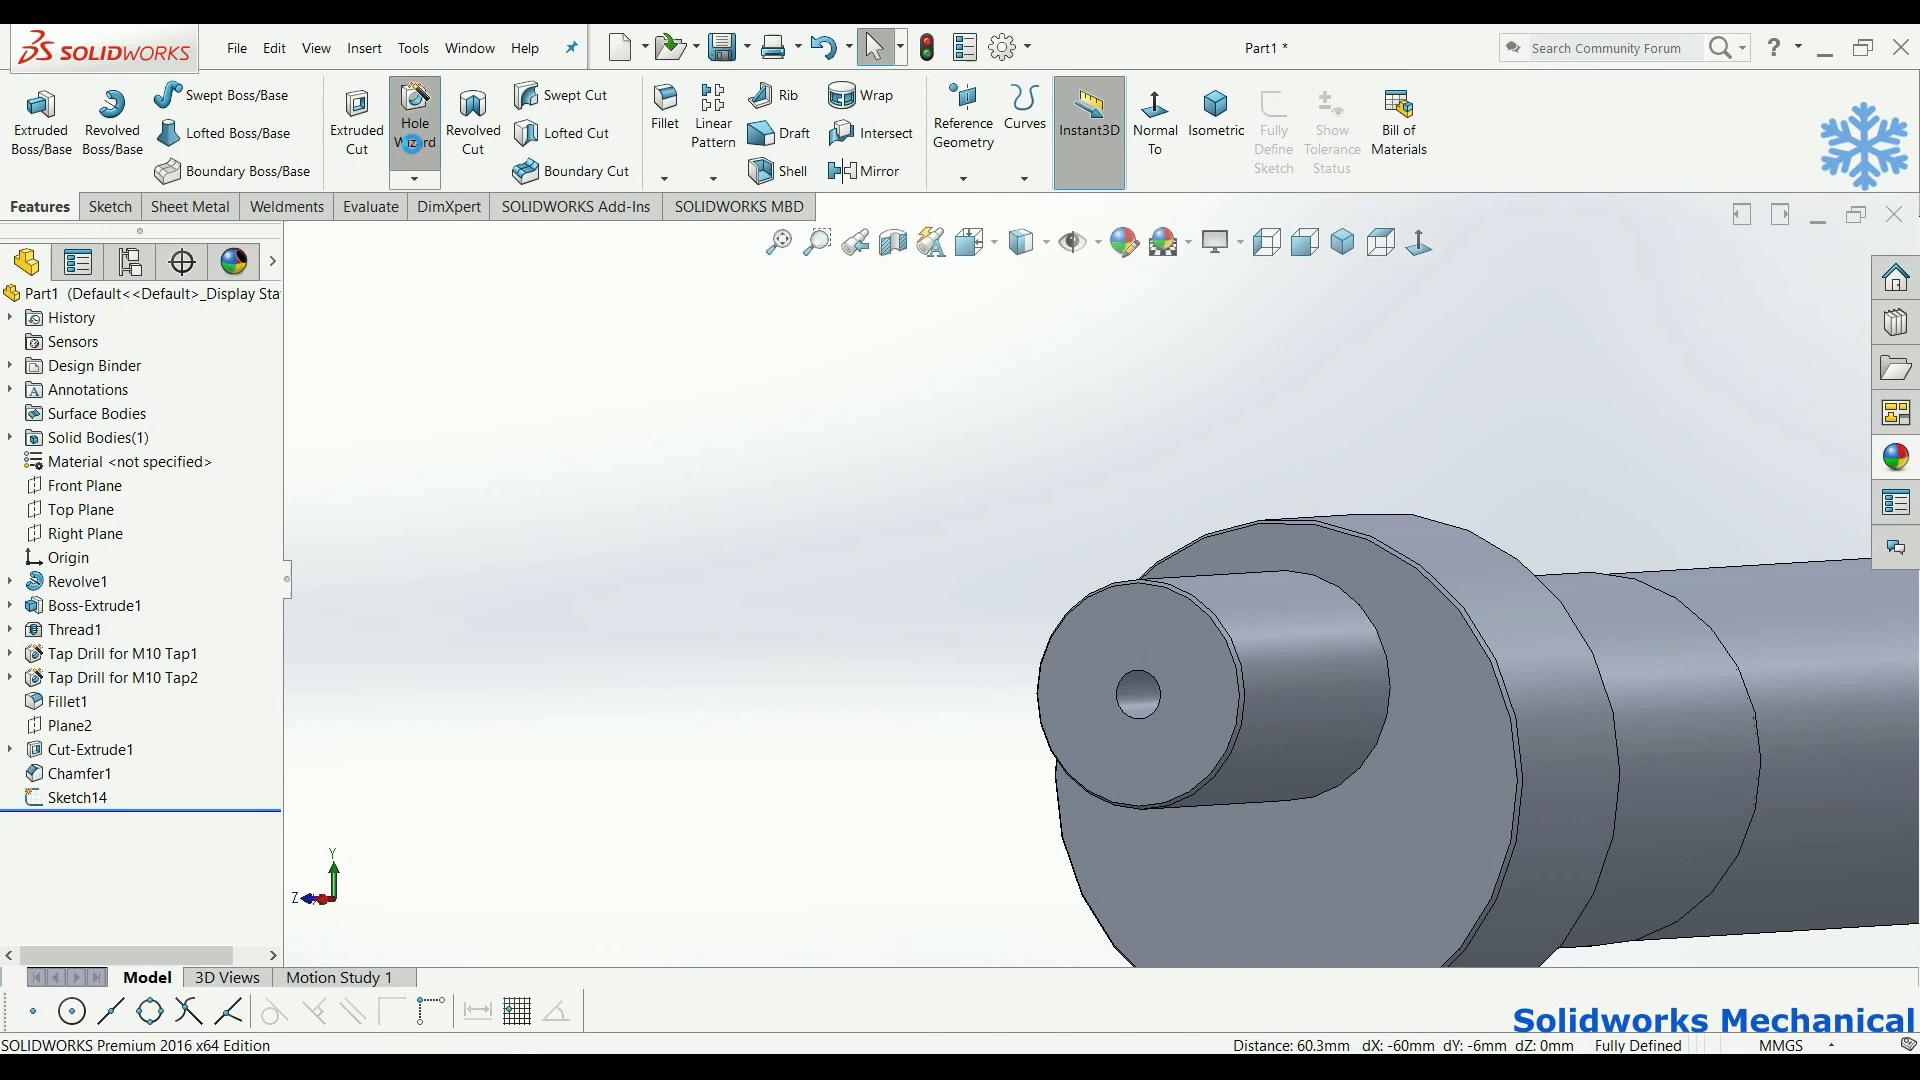 SOLIDWORKS File Edit View Insert Tools Window Help Part1 * Search Community Forum ?
Extruded Boss/Base
Revolved Boss/Base
Swept Boss/Base
Lofted Boss/Base
Boundary Boss/Base
Extruded Cut
Hole Wizard
Revolved Cut
Swept Cut
Lofted Cut
Boundary Cut
Fillet
Linear Pattern
Rib
Draft
Shell
Wrap
Intersect
Mirror
Reference Geometry
Curves
Instant3D
Normal To
Isometric
Fully Define Sketch
Show Tolerance Status
Bill of Materials
Features Sketch Sheet Metal Weldments Evaluate DimXpert SOLIDWORKS Add-Ins SOLIDWORKS MBD
Part1 (Default<<Default>_Display Sta
History
Sensors
Design Binder
Annotations
Surface Bodies
Solid Bodies(1)
Material <not specified>
Front Plane
Top Plane
Right Plane
Origin
Revolve1
Boss-Extrude1
Thread1
Tap Drill for M10 Tap1
Tap Drill for M10 Tap2
Fillet1
Plane2
Cut-Extrude1
Chamfer1
Sketch14
Y
Z
Model 3D Views Motion Study 1
Solidworks Mechanical
SOLIDWORKS Premium 2016 x64 Edition Distance: 60.3mm dX: -60mm dY: -6mm dZ: 0mm Fully Defined MMGS